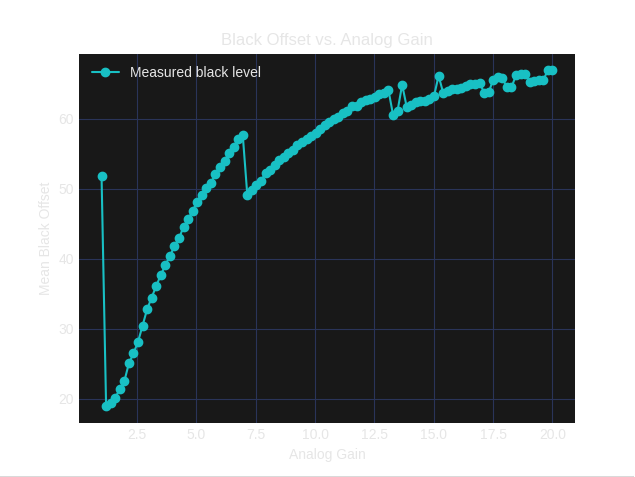 Black Offset vs. Analog Gain
Measured black level
Mean Black Offset
60
50
40
30
20
2.5 5.0 7.5 10.0 12.5 15.0 17.5 20.0
Analog Gain